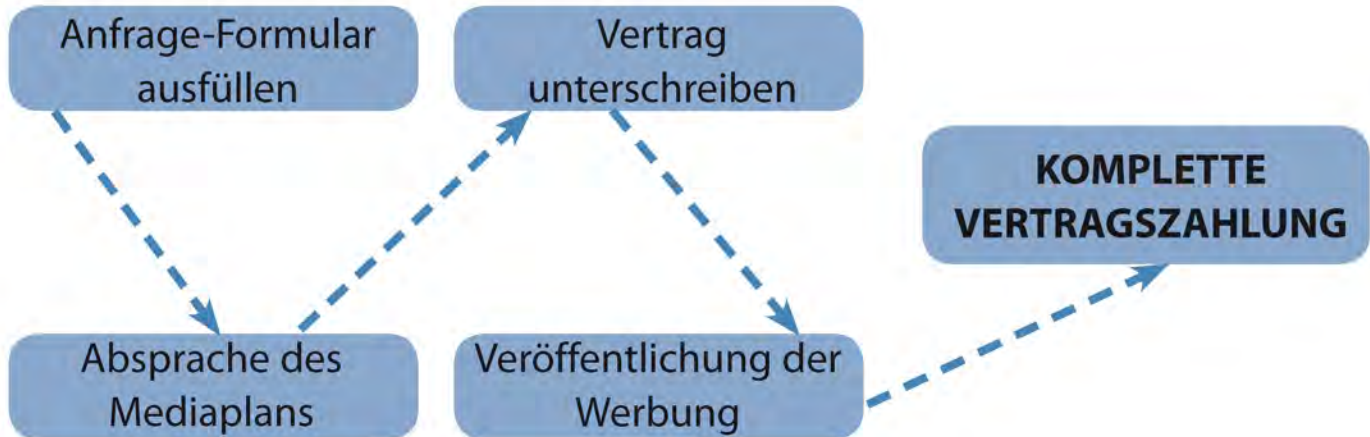 Anfrage-Formular
ausfüllen
Absprache des
Mediaplans
Vertrag
unterschreiben
Veröffentlichung der
Werbung
KOMPLETTE
VERTRAGSZAHLUNG